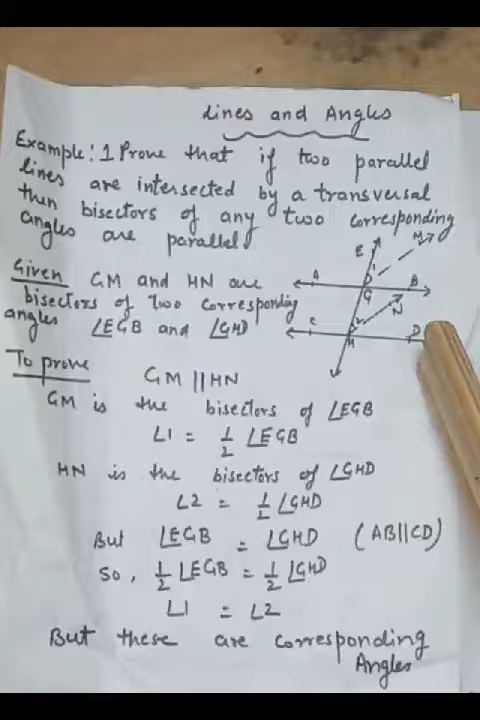 Lines and Angles
Example: 1 Prove that if two parallel
lines are intersected by a transversal
then bisectors of any two corresponding
angles are parallel
Given GM and HN are
bisectors of two corresponding
angles ∠EGB and ∠GHD
E M
A 1 B
G N
C 2 D
H
To prove GM || HN
GM is the bisectors of ∠EGB
∠1 = 1/2 ∠EGB
HN is the bisectors of ∠GHD
∠2 = 1/2 ∠GHD
But ∠EGB = ∠GHD (AB||CD)
So, 1/2 ∠EGB = 1/2 ∠GHD
∠1 = ∠2
But these are corresponding
Angles